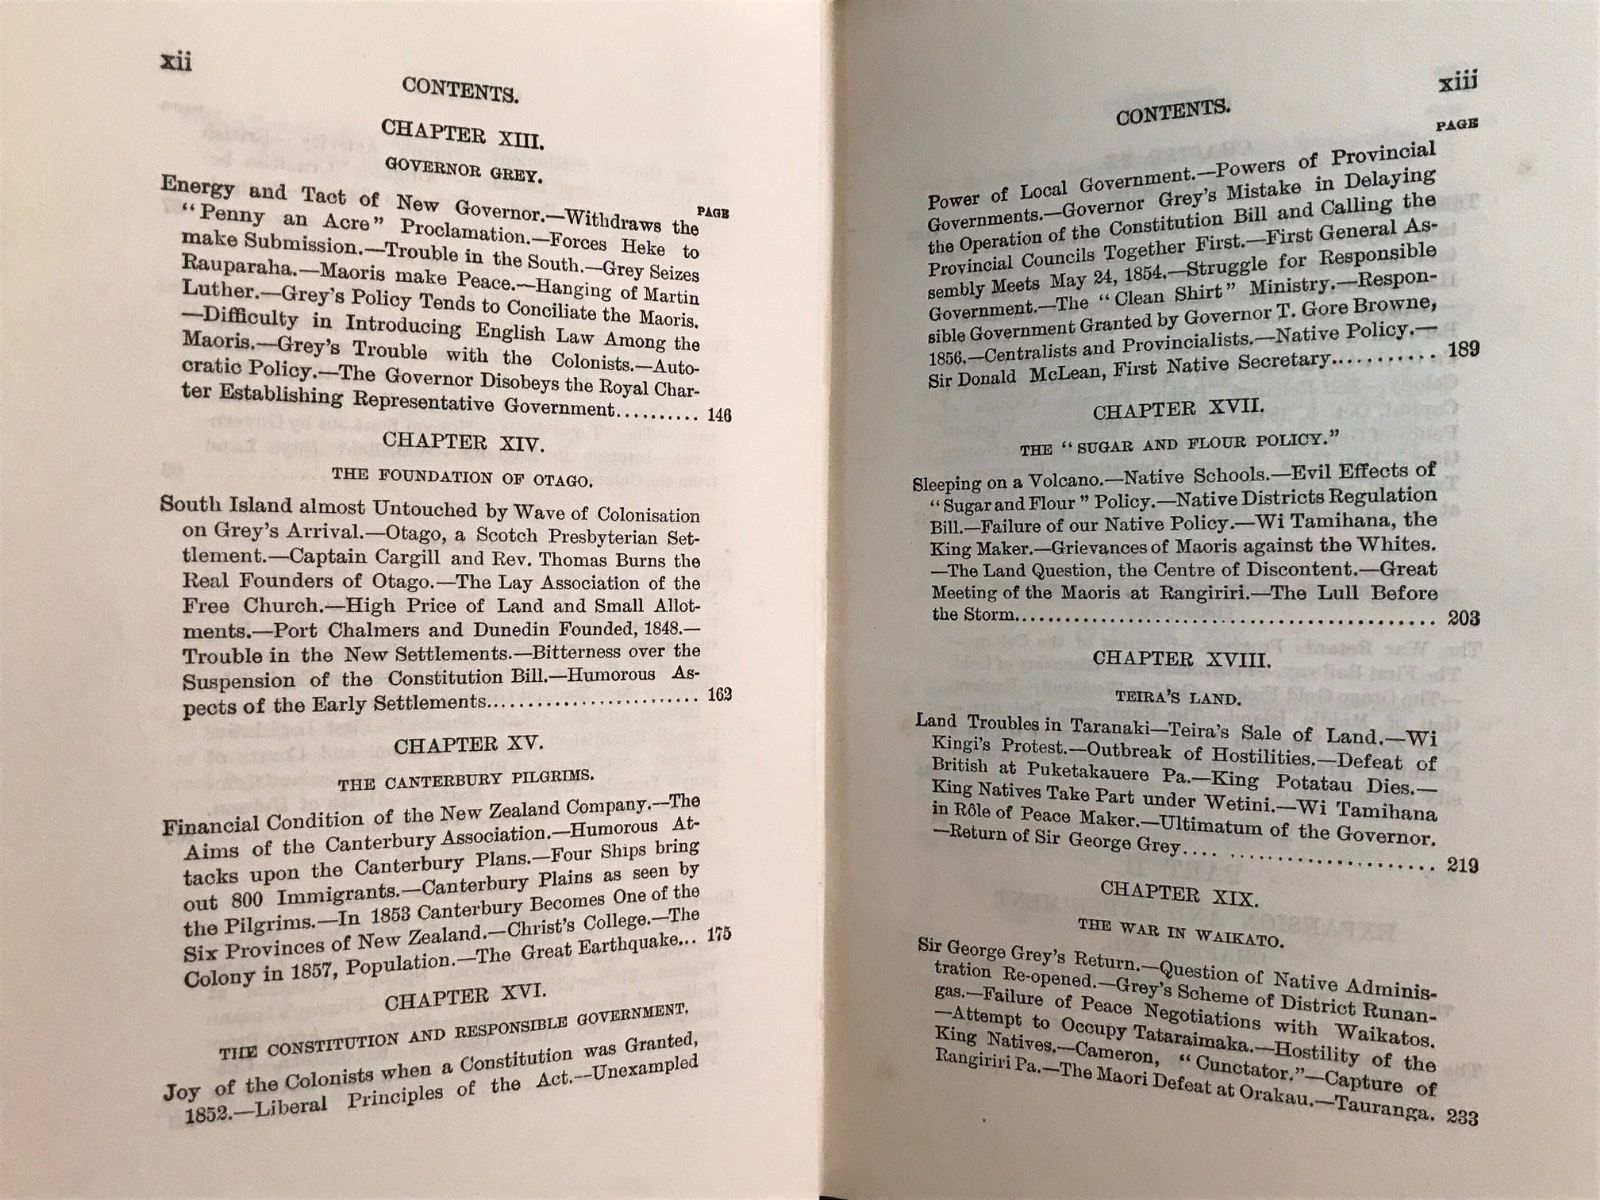 xii
CONTENTS.
CHAPTER XIII.
GOVERNOR GREY.
PAGE
Energy and Tact of New Governor.—Withdraws the
“Penny an Acre” Proclamation.—Forces Heke to
make Submission.—Trouble in the South.—Grey Seizes
Rauparaha.—Maoris make Peace.—Hanging of Martin
Luther.—Grey's Policy Tends to Conciliate the Maoris.
—Difficulty in Introducing English Law Among the
Maoris.—Grey's Trouble with the Colonists.—Auto-
cratic Policy.—The Governor Disobeys the Royal Char-
ter Establishing Representative Government.......... 146
CHAPTER XIV.
THE FOUNDATION OF OTAGO.
South Island almost Untouched by Wave of Colonisation
on Grey's Arrival.—Otago, a Scotch Presbyterian Set-
tlement.—Captain Cargill and Rev. Thomas Burns the
Real Founders of Otago.—The Lay Association of the
Free Church.—High Price of Land and Small Allot-
ments.—Port Chalmers and Dunedin Founded, 1848.—
Trouble in the New Settlements.—Bitterness over the
Suspension of the Constitution Bill.—Humorous As-
pects of the Early Settlements.......................... 162
CHAPTER XV.
THE CANTERBURY PILGRIMS.
Financial Condition of the New Zealand Company.—The
Aims of the Canterbury Association.—Humorous At-
tacks upon the Canterbury Plans.—Four Ships bring
out 800 Immigrants.—Canterbury Plains as seen by
the Pilgrims.—In 1853 Canterbury Becomes One of the
Six Provinces of New Zealand.—Christ's College.—The
Colony in 1857, Population.—The Great Earthquake... 175
CHAPTER XVI.
THE CONSTITUTION AND RESPONSIBLE GOVERNMENT.
Joy of the Colonists when a Constitution was Granted,
1852.—Liberal Principles of the Act.—Unexampled
xiii
CONTENTS.
PAGE
Power of Local Government.—Powers of Provincial
Governments.—Governor Grey's Mistake in Delaying
the Operation of the Constitution Bill and Calling the
Provincial Councils Together First.—First General As-
sembly Meets May 24, 1854.—Struggle for Responsible
Government.—The “Clean Shirt” Ministry.—Respon-
sible Government Granted by Governor T. Gore Browne,
1856.—Centralists and Provincialists.—Native Policy.—
Sir Donald McLean, First Native Secretary........... 189
CHAPTER XVII.
THE “SUGAR AND FLOUR POLICY.”
Sleeping on a Volcano.—Native Schools.—Evil Effects of
“Sugar and Flour” Policy.—Native Districts Regulation
Bill.—Failure of our Native Policy.—Wi Tamihana, the
King Maker.—Grievances of Maoris against the Whites.
—The Land Question, the Centre of Discontent.—Great
Meeting of the Maoris at Rangiriri.—The Lull Before
the Storm........................................... 203
CHAPTER XVIII.
TEIRA'S LAND.
Land Troubles in Taranaki—Teira's Sale of Land.—Wi
Kingi's Protest.—Outbreak of Hostilities.—Defeat of
British at Puketakauere Pa.—King Potatau Dies.—
King Natives Take Part under Wetini.—Wi Tamihana
in Rôle of Peace Maker.—Ultimatum of the Governor.
—Return of Sir George Grey.... ..................... 219
CHAPTER XIX.
THE WAR IN WAIKATO.
Sir George Grey's Return.—Question of Native Adminis-
tration Re-opened.—Grey's Scheme of District Runan-
gas.—Failure of Peace Negotiations with Waikatos.
—Attempt to Occupy Tataraimaka.—Hostility of the
King Natives.—Cameron, “Cunctator.”—Capture of
Rangiriri Pa.—The Maori Defeat at Orakau.—Tauranga. 233